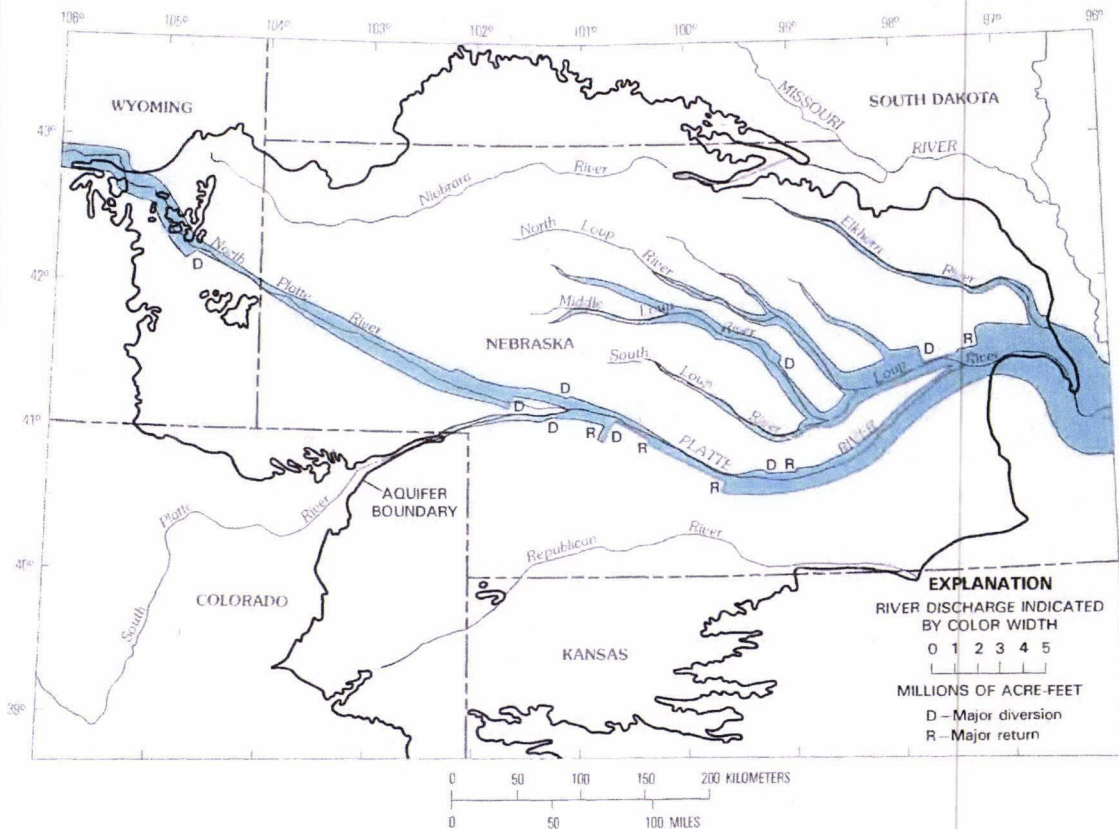 106°
105°
103°
102°
101°
100°
99°
98°
97°
96°
WYOMING
SOUTH DAKOTA
MISSOURI
RIVER
43°
Niobrara
River
Elkhorn
River
North
Loup
River
North
Platte
River
D
42°
Middle
Loup
River
NEBRASKA
South
Loup
River
D
D
R
Loup
River
41°
D
D
D
R
D
R
PLATTE
RIVER
D R
R
AQUIFER
BOUNDARY
Platte
River
South
Republican
River
40°
COLORADO
KANSAS
39°
EXPLANATION
RIVER DISCHARGE INDICATED
BY COLOR WIDTH
0 1 2 3 4 5
MILLIONS OF ACRE-FEET
D–Major diversion
R–Major return
0 50 100 150 200 KILOMETERS
0 50 100 MILES